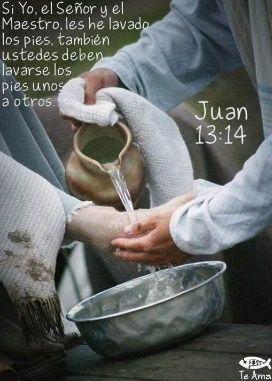 Si Yo, el Señor y el
Maestro, les he lavado
los pies, también
ustedes deben
lavarse los
pies unos
a otros.
Juan
13:14
Te Ama